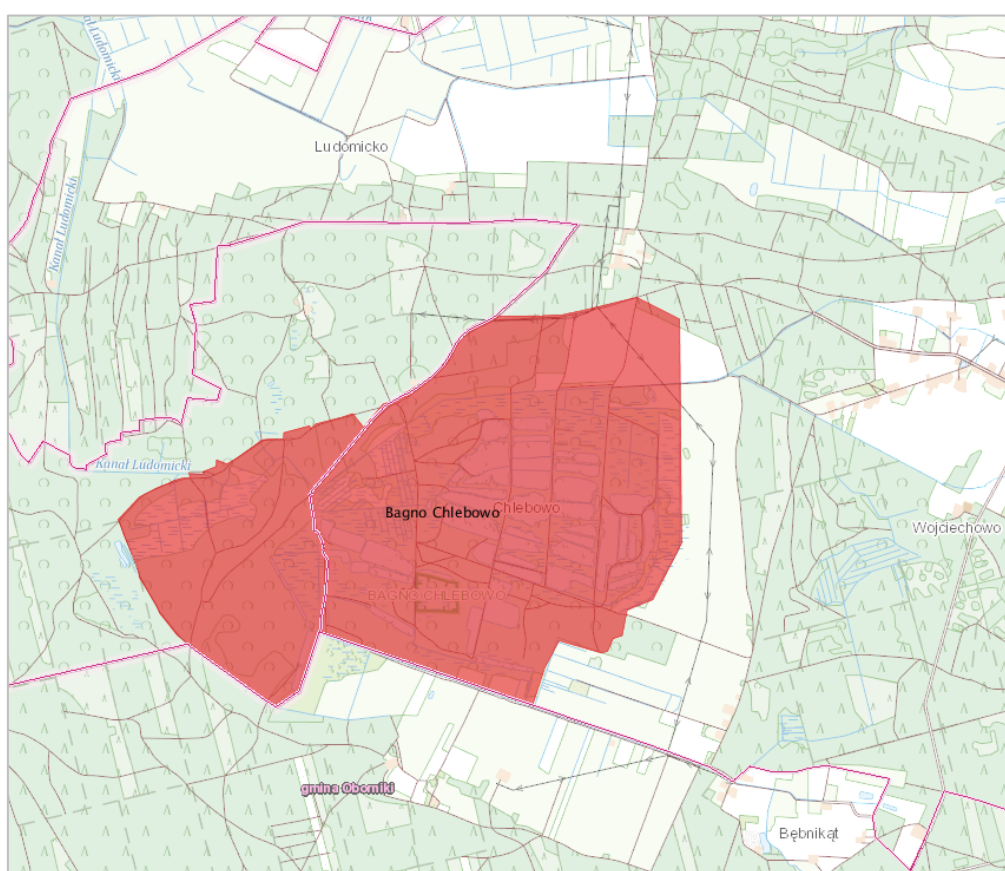 Kanał Ludomicki
Ludomicko
Kanał Ludomicki
Kanał Ludomicki
Bagno Chlebowo
Chlebowo
Wojciechowo
BAGNO CHLEBOWO
gmina Oborniki
Bębnikąt